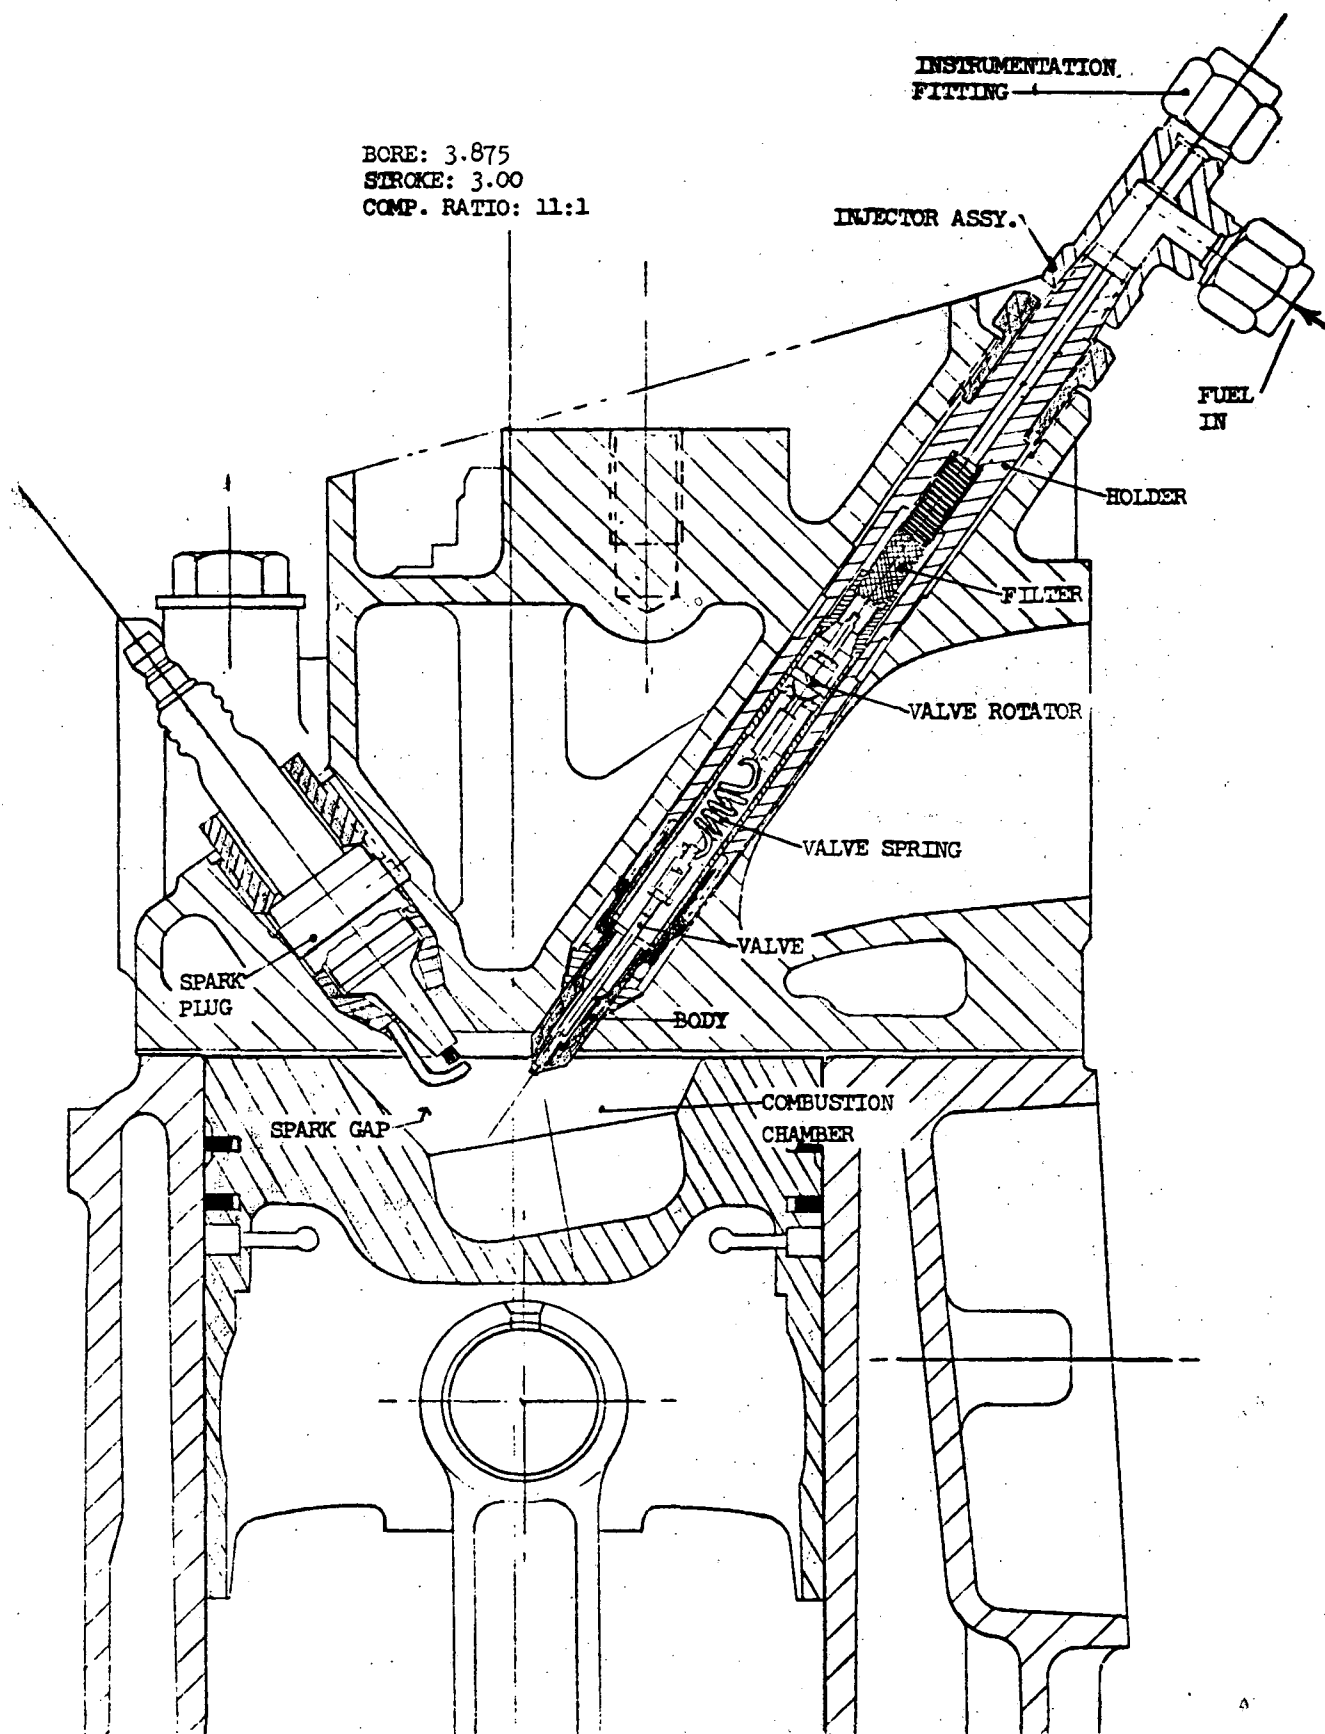 INSTRUMENTATION
FITTING
BORE: 3.875
STROKE: 3.00
COMP. RATIO: 11:1
INJECTOR ASSY.
FUEL
IN
HOLDER
FILTER
VALVE ROTATOR
VALVE SPRING
VALVE
SPARK
PLUG
BODY
COMBUSTION
CHAMBER
SPARK GAP